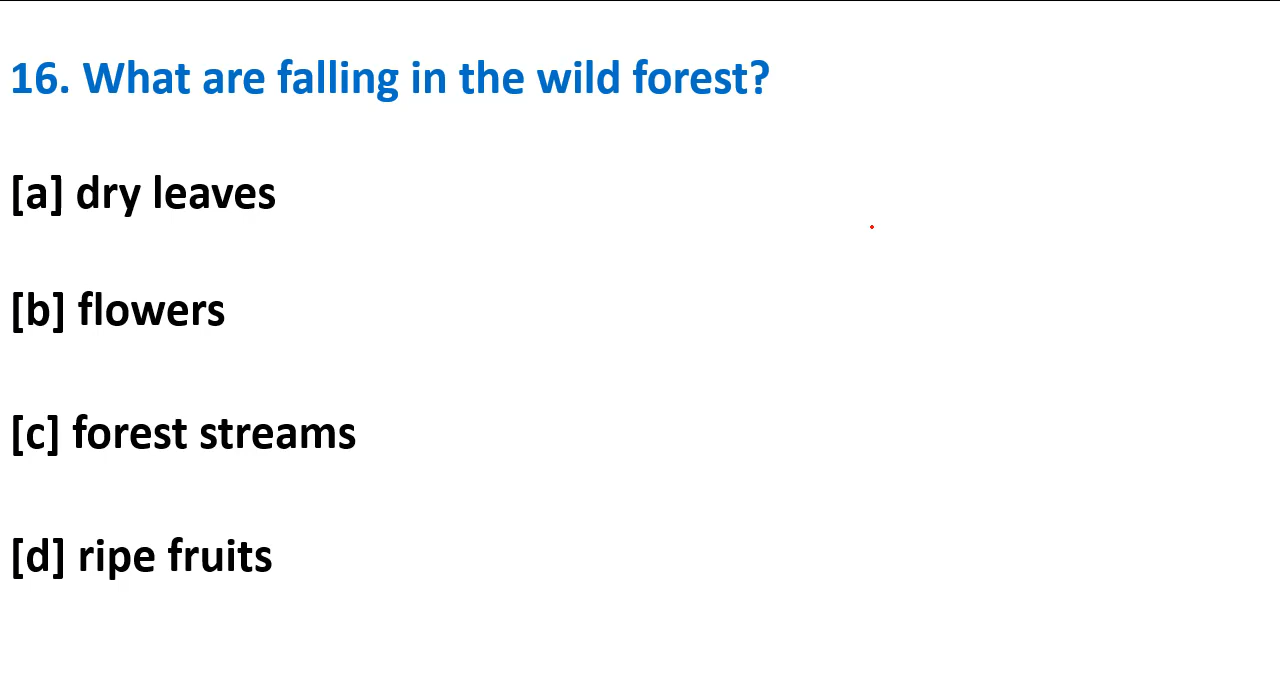 16. What are falling in the wild forest?
[a] dry leaves
[b] flowers
[c] forest streams
[d] ripe fruits